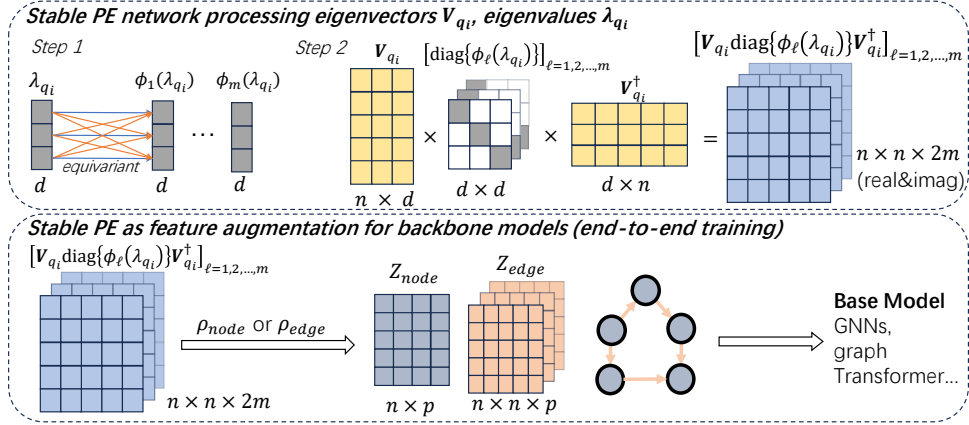 Stable PE network processing eigenvectors V_{q_i}, eigenvalues λ_{q_i}
Step 1
λ_{q_i} ϕ_1(λ_{q_i}) ϕ_m(λ_{q_i})
...
equivariant
d d d
Step 2
V_{q_i} [diag{ϕ_ℓ(λ_{q_i})}]_{ℓ=1,2,...,m} V_{q_i}^†
× × =
n × d d × d d × n
[V_{q_i}diag{ϕ_ℓ(λ_{q_i})}V_{q_i}^†]_{ℓ=1,2,...,m}
n × n × 2m
(real&imag)
Stable PE as feature augmentation for backbone models (end-to-end training)
[V_{q_i}diag{ϕ_ℓ(λ_{q_i})}V_{q_i}^†]_{ℓ=1,2,...,m}
n × n × 2m
ρ_{node} or ρ_{edge}
Z_{node} Z_{edge}
n × p n × n × p
Base Model
GNNs,
graph
Transformer...